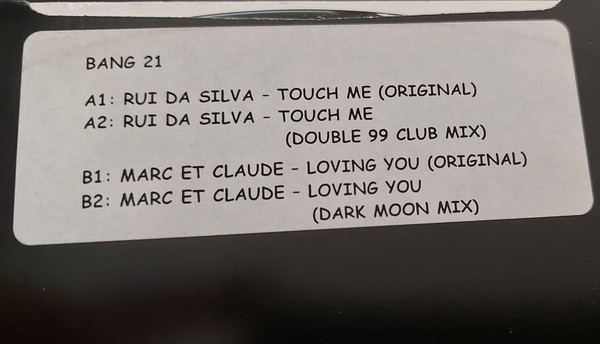 BANG 21
A1: RUI DA SILVA - TOUCH ME (ORIGINAL)
A2: RUI DA SILVA - TOUCH ME
(DOUBLE 99 CLUB MIX)
B1: MARC ET CLAUDE - LOVING YOU (ORIGINAL)
B2: MARC ET CLAUDE - LOVING YOU
(DARK MOON MIX)